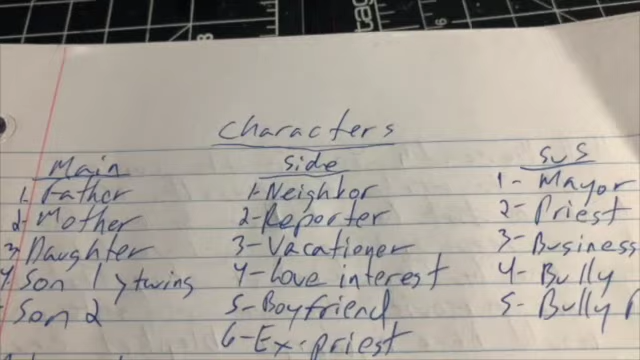 Characters
Main
1. Father
2- Mother
3- Daughter
4- Son 1 } twins
- Son 2
Side
1- Neighbor
2- Reporter
3- Vacationer
4- Love interest
5- Boyfriend
6- Ex-priest
SUS
1- Mayor
2- Priest
3- Business
4- Bully
5- Bully